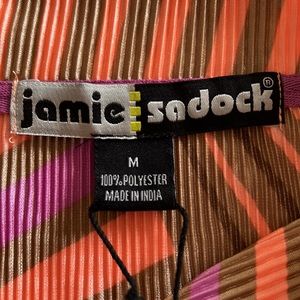 jamie sadock®
M
100% POLYESTER
MADE IN INDIA